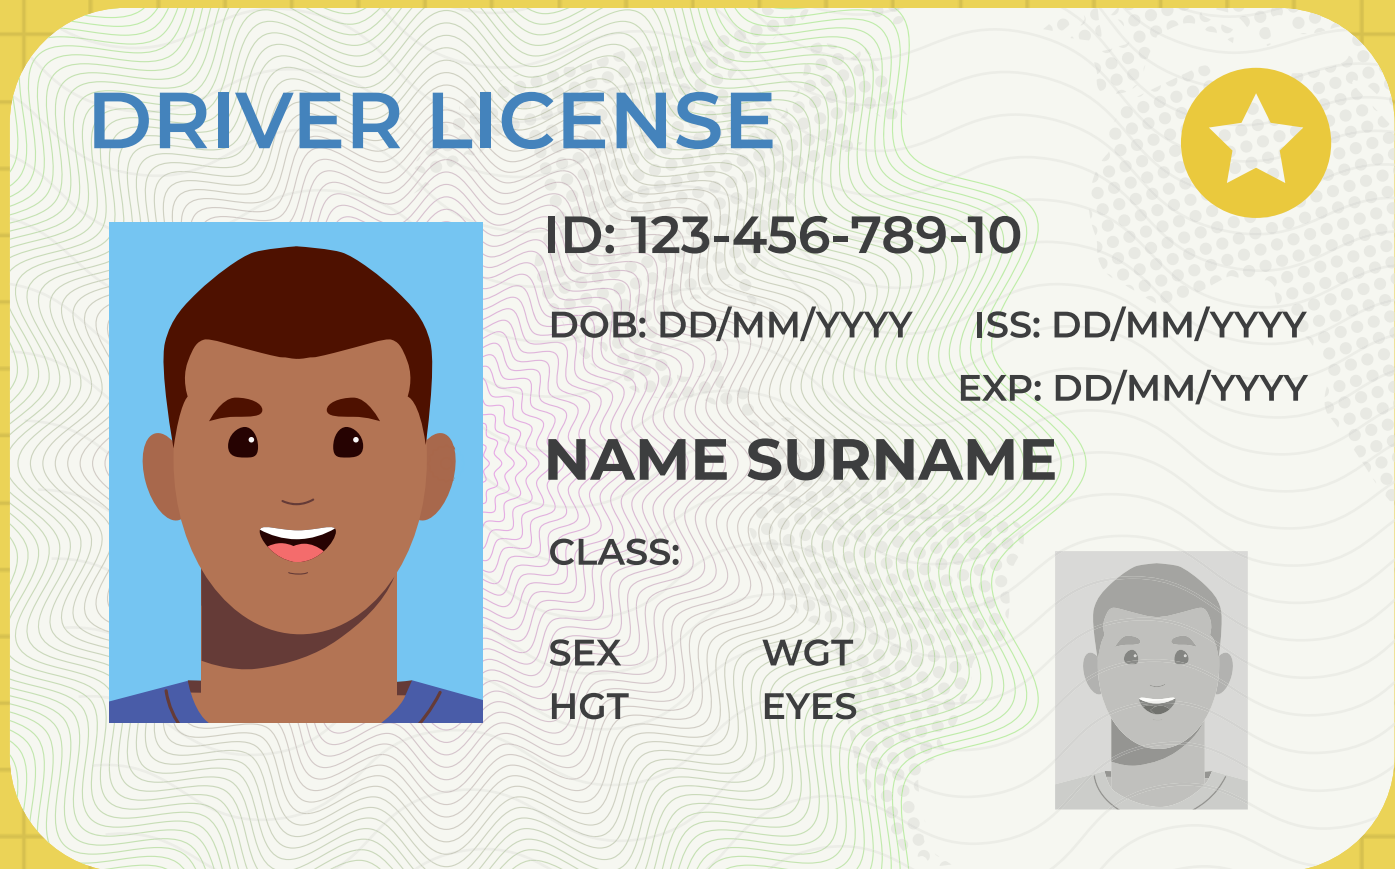 DRIVER LICENSE
ID: 123-456-789-10
DOB: DD/MM/YYYY ISS: DD/MM/YYYY
EXP: DD/MM/YYYY
NAME SURNAME
CLASS:
SEX WGT
HGT EYES